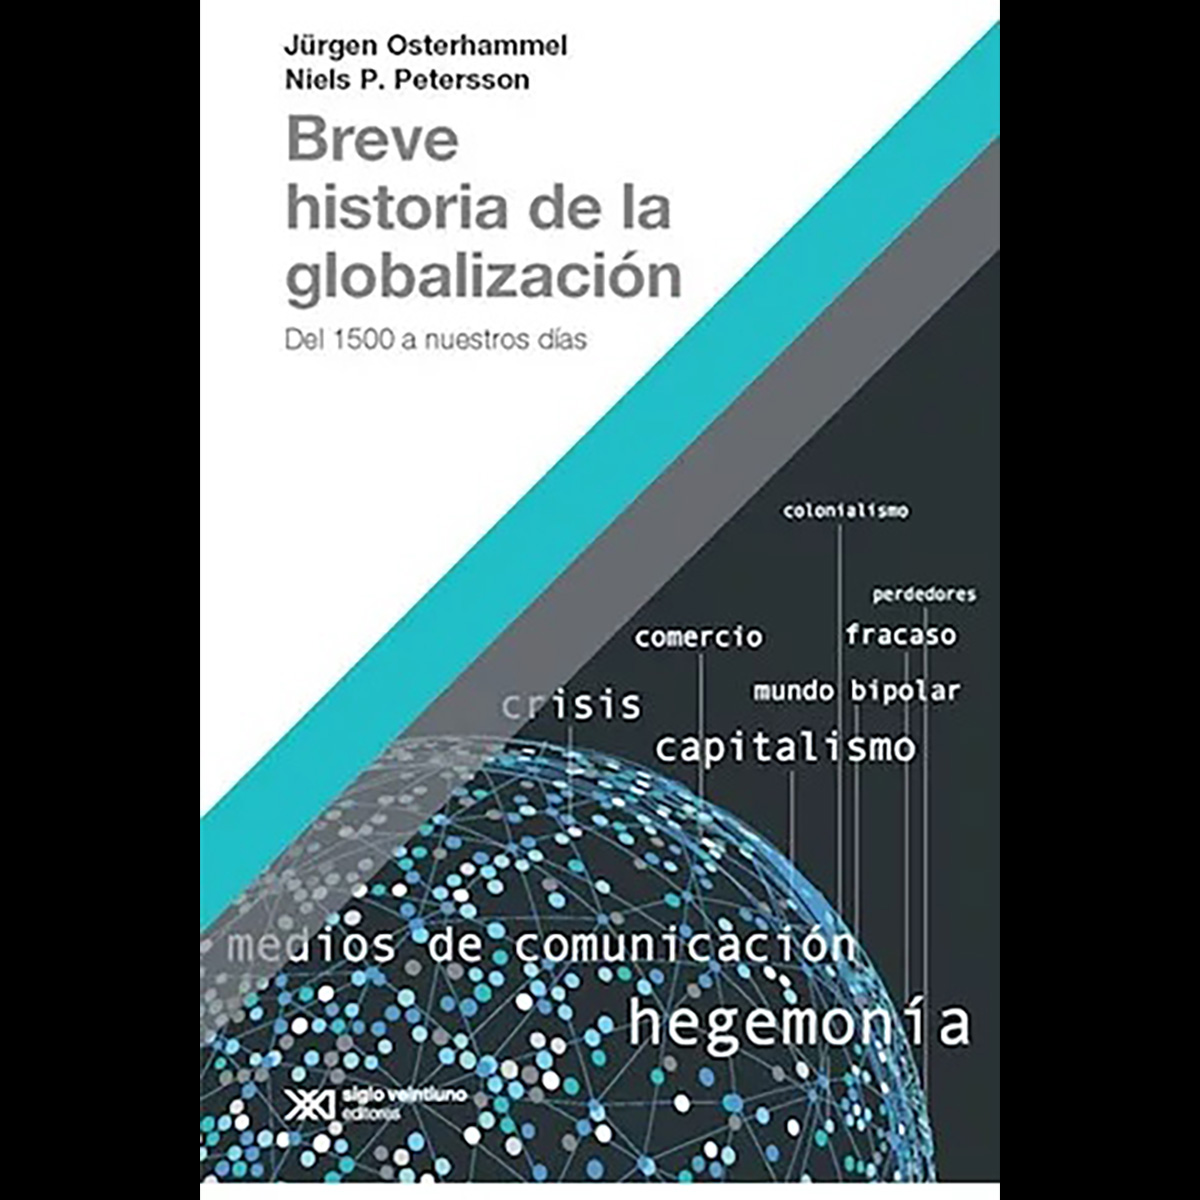 Jürgen Osterhammel
Niels P. Petersson
Breve
historia de la
globalización
Del 1500 a nuestros días
colonialismo
perdedores
comercio
fracaso
mundo bipolar
crisis
capitalismo
medios de comunicación
hegemonía
siglo veintiuno
editores